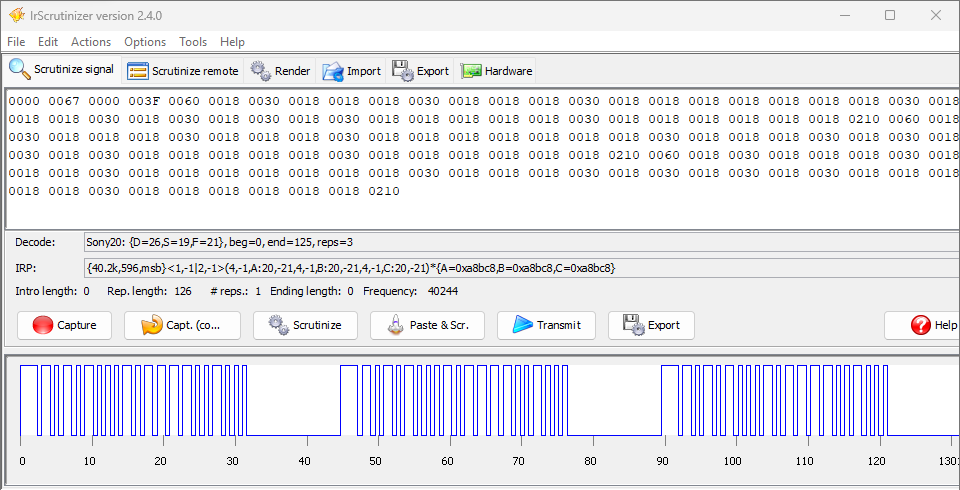 IrScrutinizer version 2.4.0
File Edit Actions Options Tools Help
Scrutinize signal Scrutinize remote Render Import Export Hardware
0000 0067 0000 003F 0060 0018 0030 0018 0018 0018 0030 0018 0018 0018 0030 0018 0018 0018 0018 0018 0018 0018 0030 0018
0018 0018 0030 0018 0030 0018 0030 0018 0030 0018 0018 0018 0018 0018 0030 0018 0018 0018 0018 0018 0018 0210 0060 0018
0030 0018 0018 0018 0030 0018 0018 0018 0030 0018 0018 0018 0018 0018 0018 0018 0030 0018 0018 0018 0030 0018 0030 0018
0030 0018 0030 0018 0018 0018 0018 0018 0030 0018 0018 0018 0018 0018 0018 0210 0060 0018 0030 0018 0018 0018 0030 0018
0018 0018 0030 0018 0018 0018 0018 0018 0018 0018 0030 0018 0018 0018 0030 0018 0030 0018 0030 0018 0030 0018 0018 0018
0018 0018 0030 0018 0018 0018 0018 0018 0018 0210
Decode: Sony20: {D=26,S=19,F=21}, beg=0, end=125, reps=3
IRP: {40.2k,596,msb}<1,-1|2,-1>(4,-1,A:20,-21,4,-1,B:20,-21,4,-1,C:20,-21)*{A=0xa8bc8,B=0xa8bc8,C=0xa8bc8}
Intro length: 0 Rep. length: 126 # reps.: 1 Ending length: 0 Frequency: 40244
Capture Capt. (co... Scrutinize Paste & Scr. Transmit Export Help
0 10 20 30 40 50 60 70 80 90 100 110 120 130